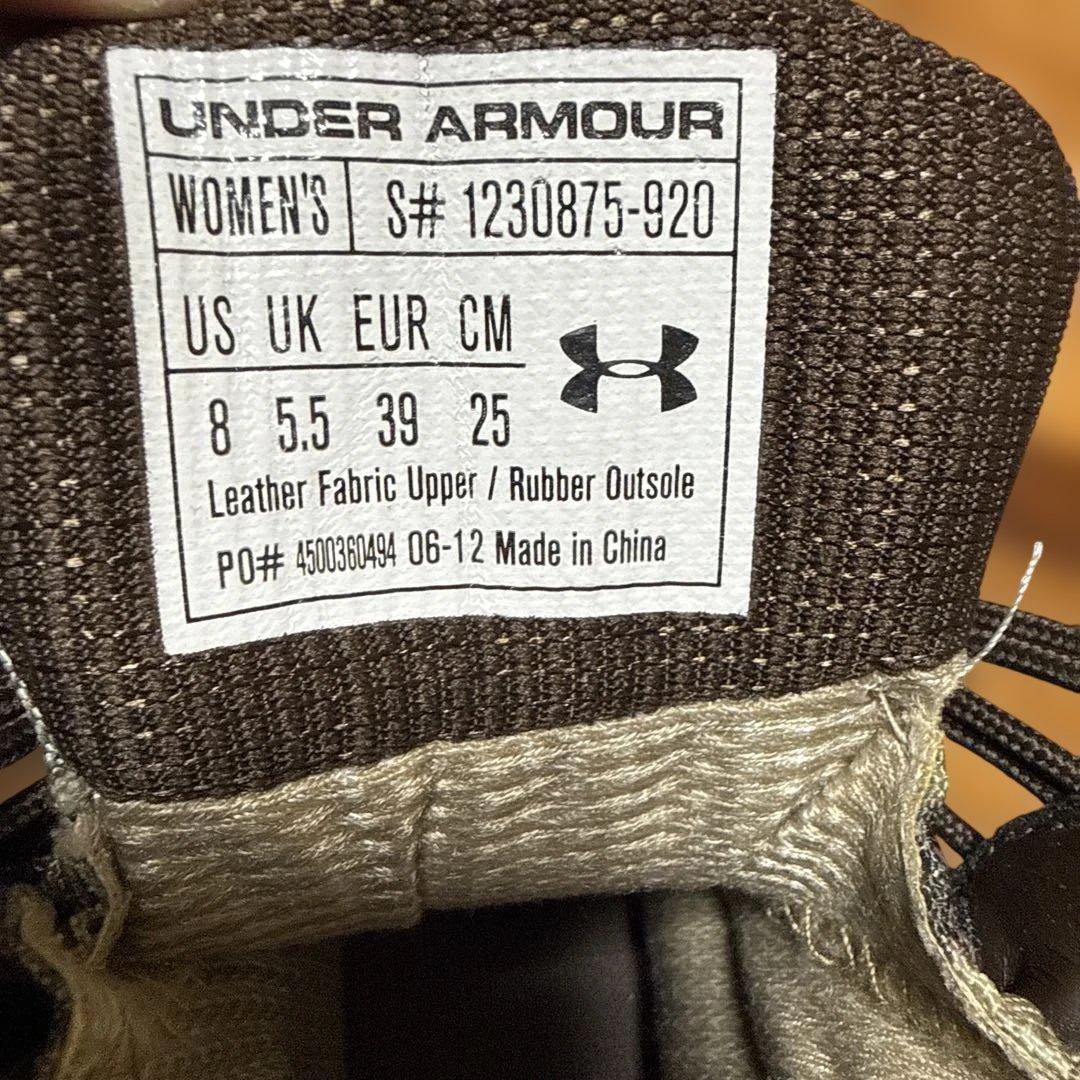 UNDER ARMOUR
WOMEN'S S# 1230875-920
US UK EUR CM
8 5.5 39 25
Leather Fabric Upper / Rubber Outsole
PO# 4500360494 06-12 Made in China